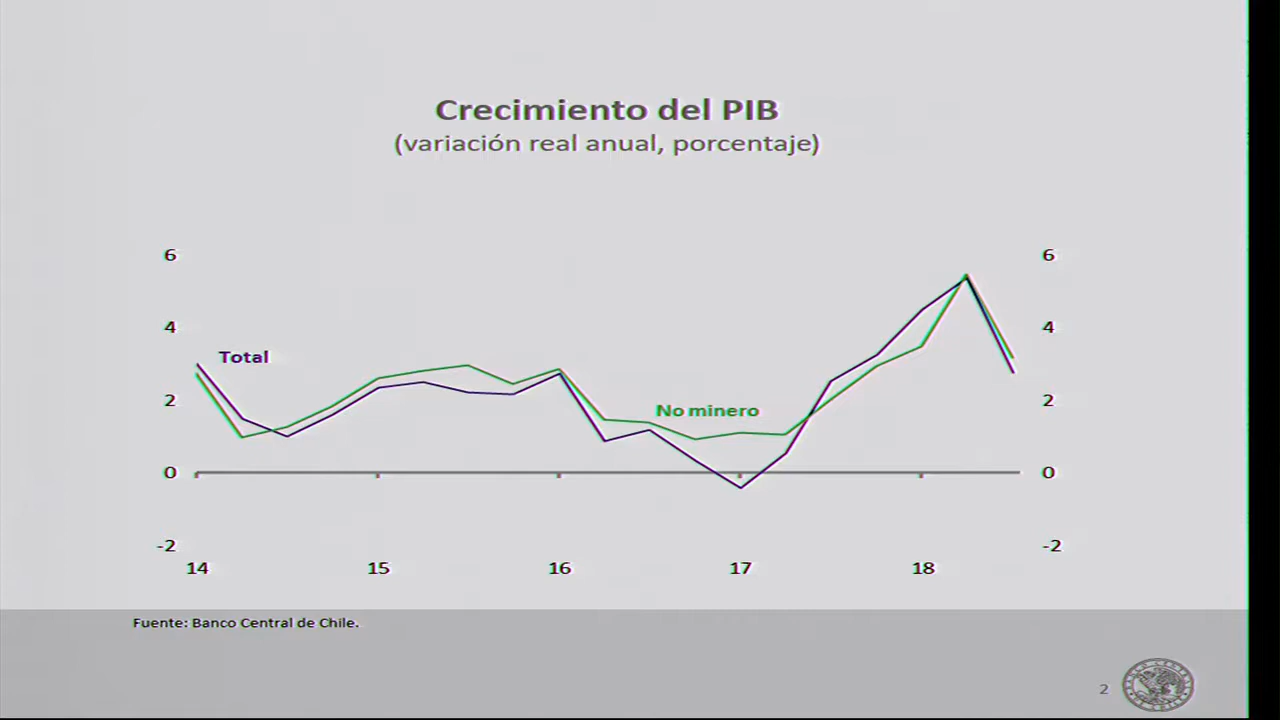 Crecimiento del PIB
(variación real anual, porcentaje)
6 6
4 4
Total
2 2
No minero
0 0
-2 -2
14 15 16 17 18
Fuente: Banco Central de Chile.
2